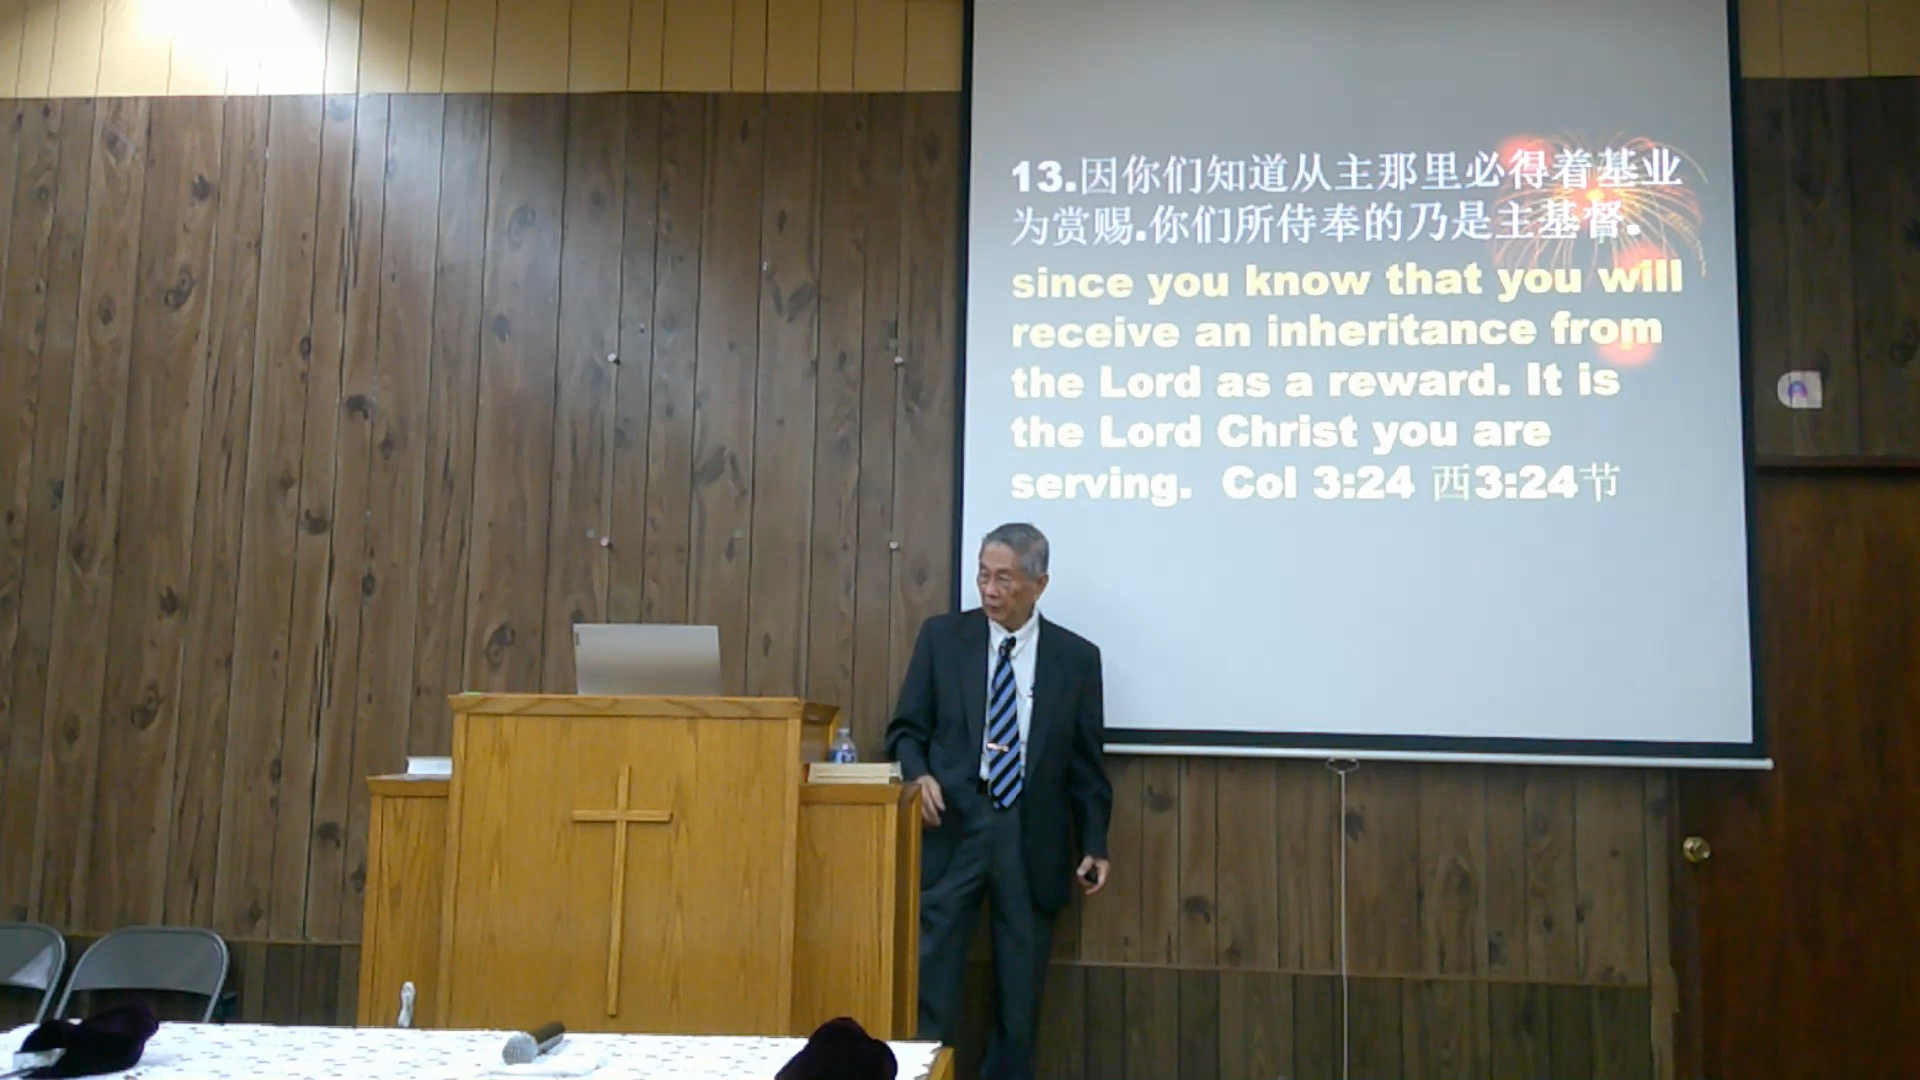 13.因你们知道从主那里必得着基业
为赏赐.你们所侍奉的乃是主基督.
since you know that you will
receive an inheritance from
the Lord as a reward. It is
the Lord Christ you are
serving. Col 3:24 西3:24节